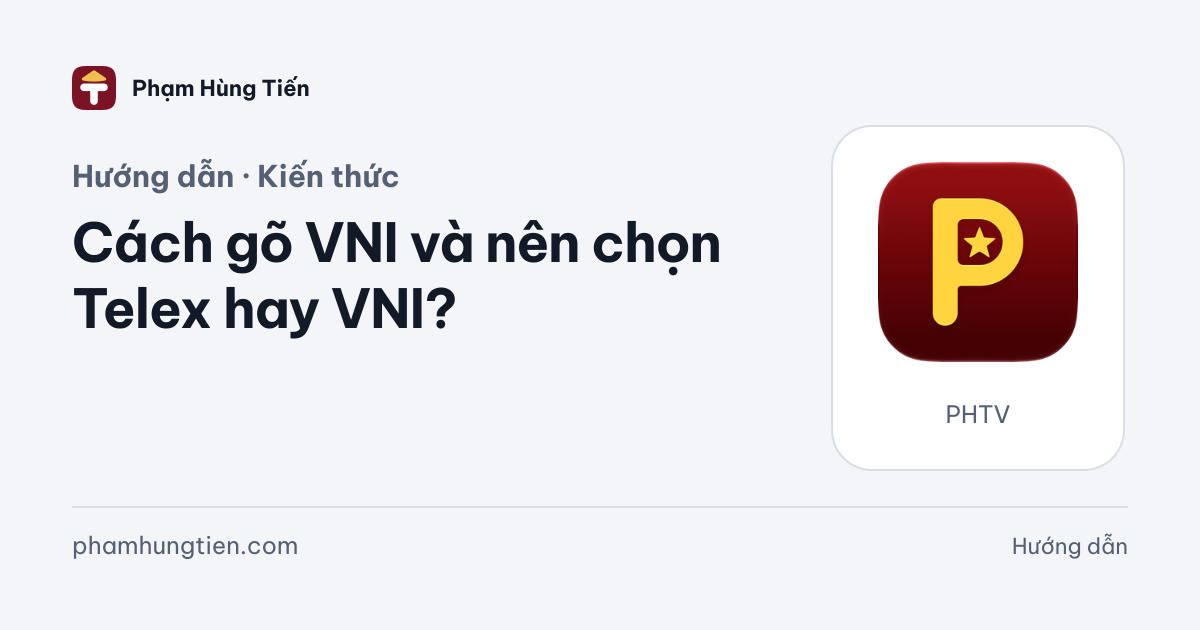 Phạm Hùng Tiến
Hướng dẫn · Kiến thức
Cách gõ VNI và nên chọn
Telex hay VNI?
PHTV
phamhungtien.com
Hướng dẫn